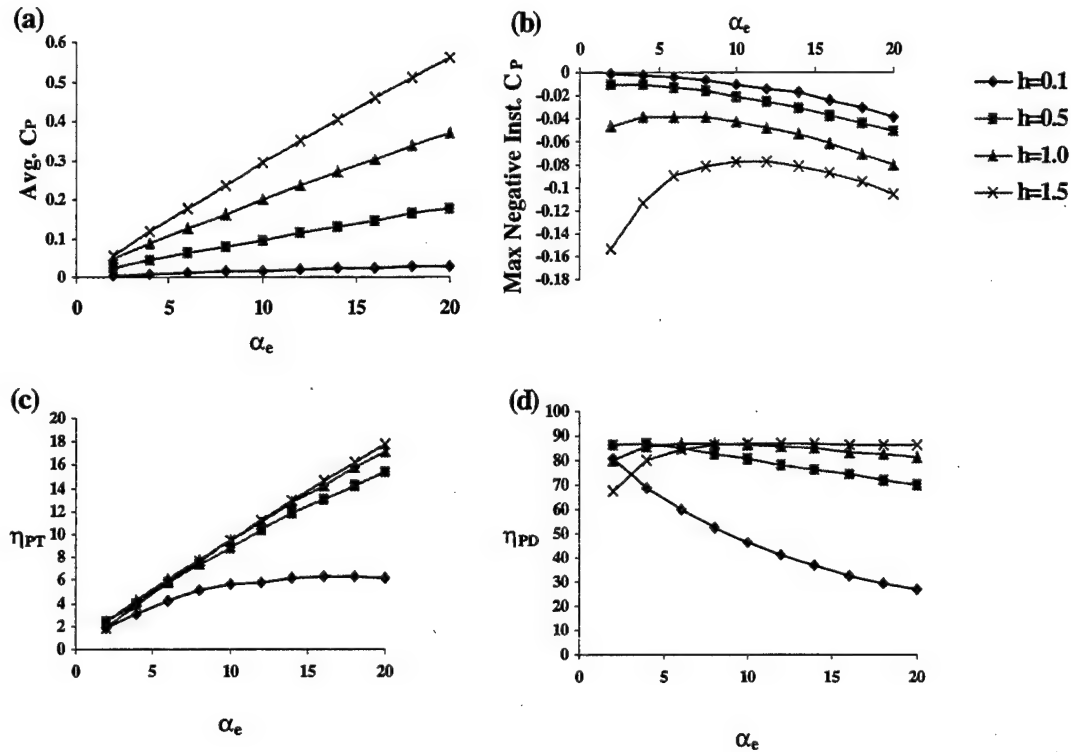 (a)
0.6
0.5
0.4
0.3
0.2
0.1
0
Avg. CP
0 5 10 15 20
αe
(b)
αe
0 5 10 15 20
0
-0.02
-0.04
-0.06
-0.08
-0.1
-0.12
-0.14
-0.16
-0.18
Max Negative Inst. CP
h=0.1
h=0.5
h=1.0
h=1.5
(c)
20
18
16
14
12
10
8
6
4
2
0
ηPT
0 5 10 15 20
αe
(d)
100
90
80
70
60
50
40
30
20
10
0
ηPD
0 5 10 15 20
αe